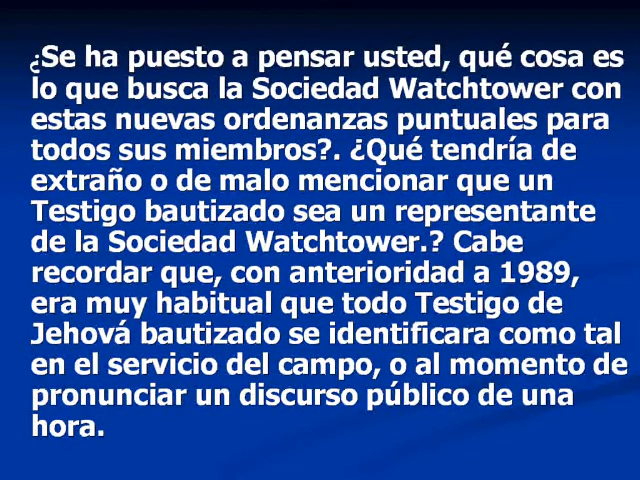 ¿Se ha puesto a pensar usted, qué cosa es
lo que busca la Sociedad Watchtower con
estas nuevas ordenanzas puntuales para
todos sus miembros?. ¿Qué tendría de
extraño o de malo mencionar que un
Testigo bautizado sea un representante
de la Sociedad Watchtower.? Cabe
recordar que, con anterioridad a 1989,
era muy habitual que todo Testigo de
Jehová bautizado se identificara como tal
en el servicio del campo, o al momento de
pronunciar un discurso público de una
hora.